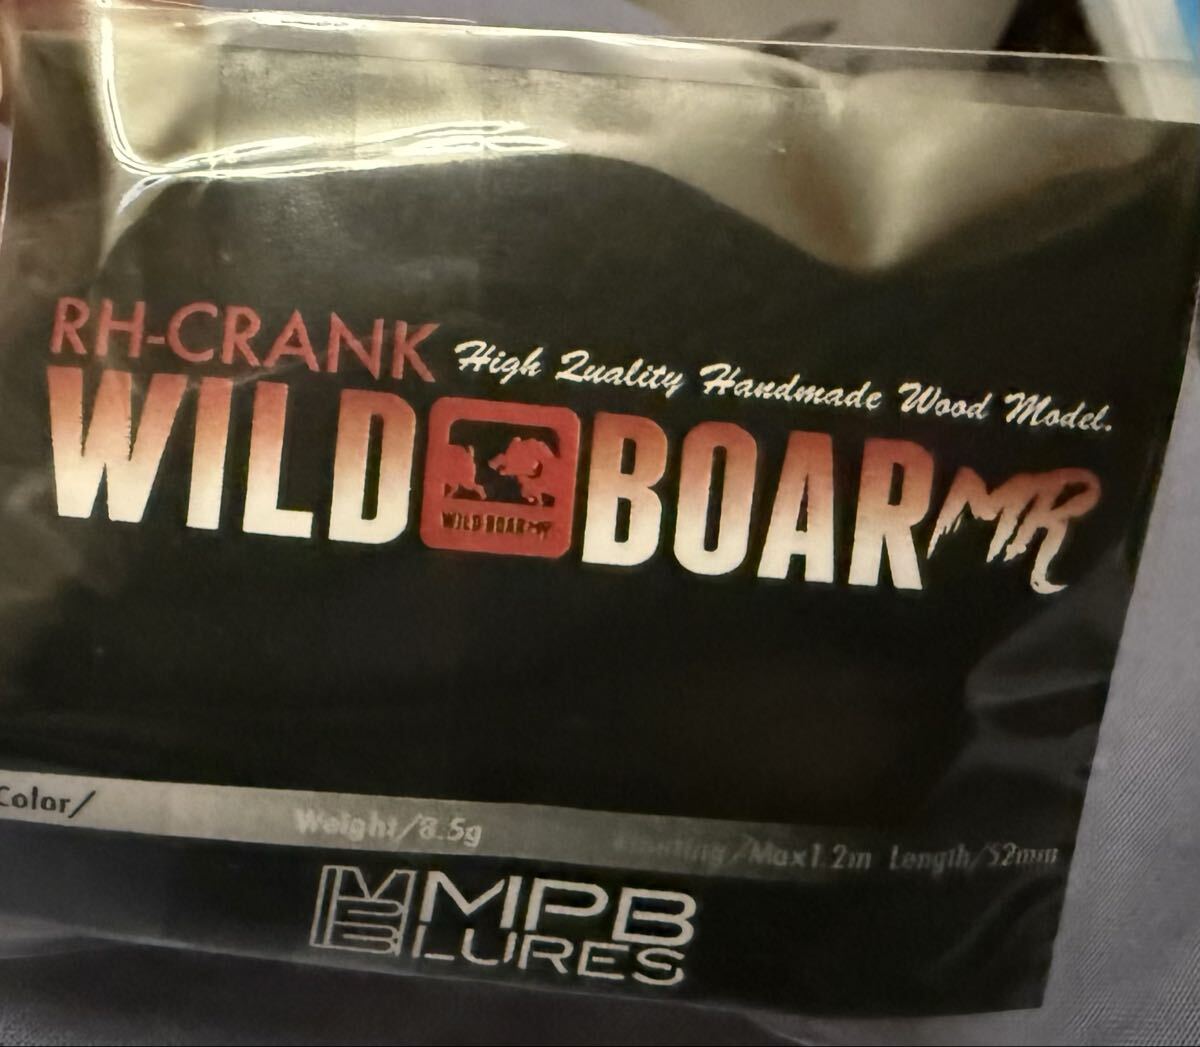 RH-CRANK
High Quality Handmade Wood Model.
WILD BOAR MR
WILD BOAR MR
Color/
Weight/8.5g
/Max1.2m Length/52mm
MPB
LURES